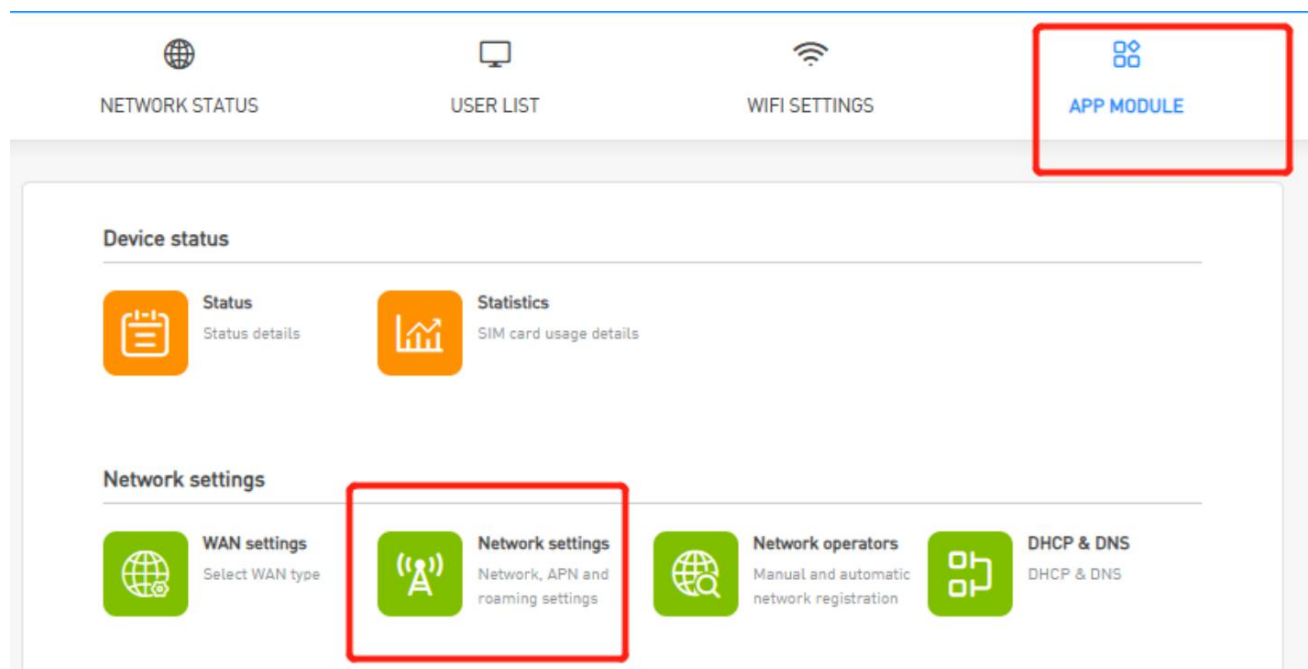 NETWORK STATUS
USER LIST
WIFI SETTINGS
APP MODULE
Device status
Status
Status details
Statistics
SIM card usage details
Network settings
WAN settings
Select WAN type
Network settings
Network, APN and
roaming settings
Network operators
Manual and automatic
network registration
DHCP & DNS
DHCP & DNS